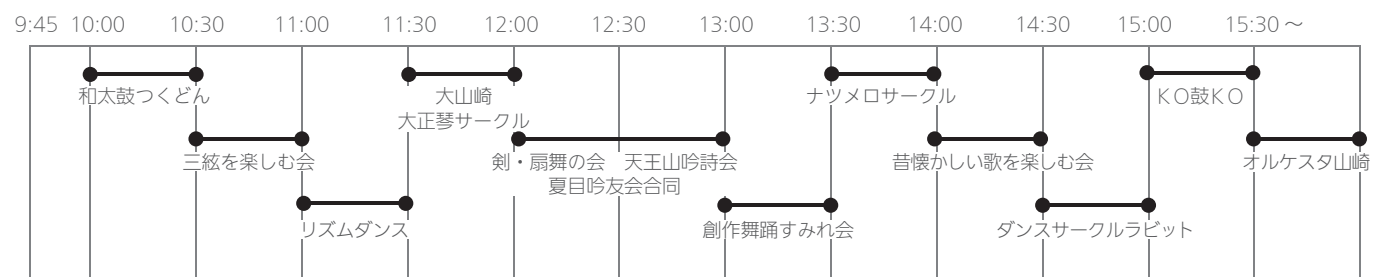 9:45 10:00 10:30 11:00 11:30 12:00 12:30 13:00 13:30 14:00 14:30 15:00 15:30～
和太鼓つくどん
大山崎
大正琴サークル
ナツメロサークル
ＫＯ鼓ＫＯ
三絃を楽しむ会
剣・扇舞の会 天王山吟詩会
夏目吟友会合同
昔懐かしい歌を楽しむ会
オルケスタ山崎
リズムダンス
創作舞踊すみれ会
ダンスサークルラビット